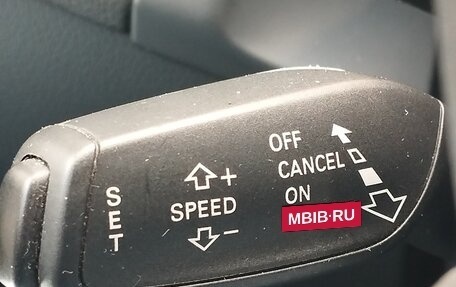 OFF
CANCEL
ON
SET
+
SPEED
−
MBIB·RU